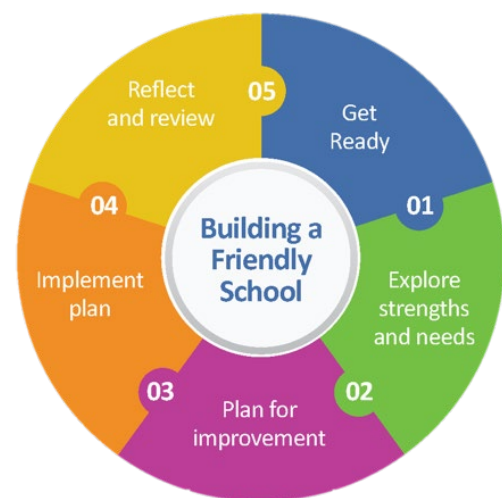 Building a
Friendly
School
Get
Ready
01
Explore
strengths
and needs
02
Plan for
improvement
03
Implement
plan
04
Reflect
and review
05